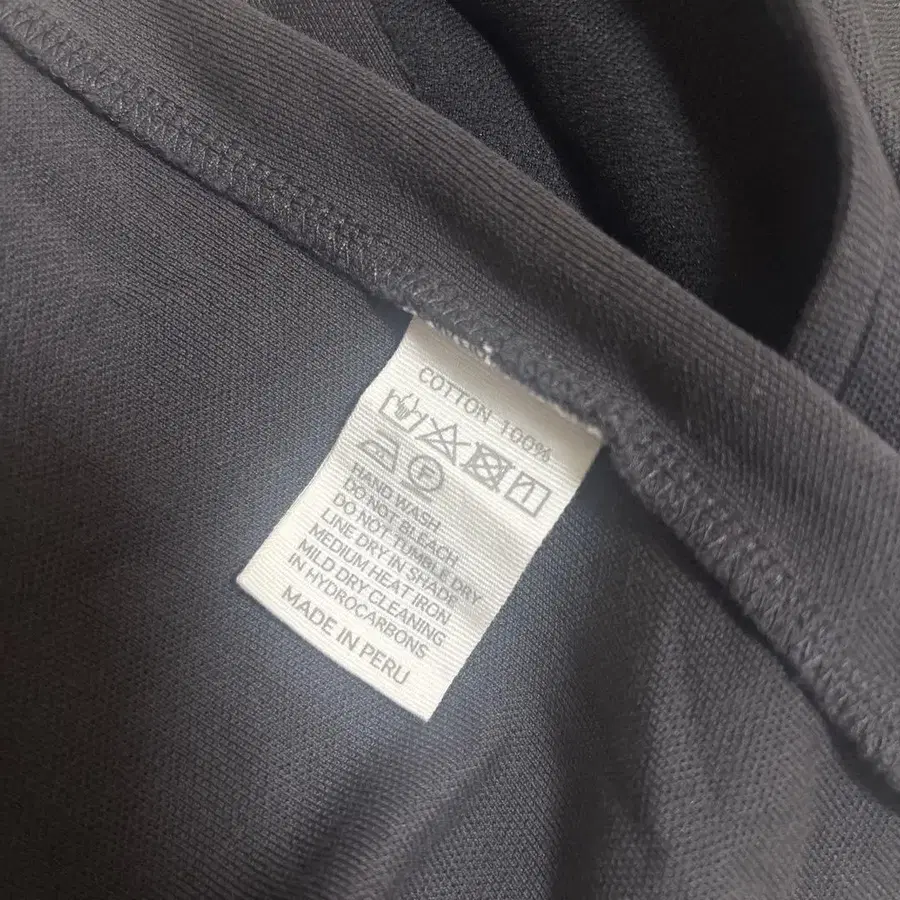 COTTON 100%
F
HAND WASH
DO NOT BLEACH
DO NOT TUMBLE DRY
LINE DRY IN SHADE
MEDIUM HEAT IRON
MILD DRY CLEANING
IN HYDROCARBONS
MADE IN PERU